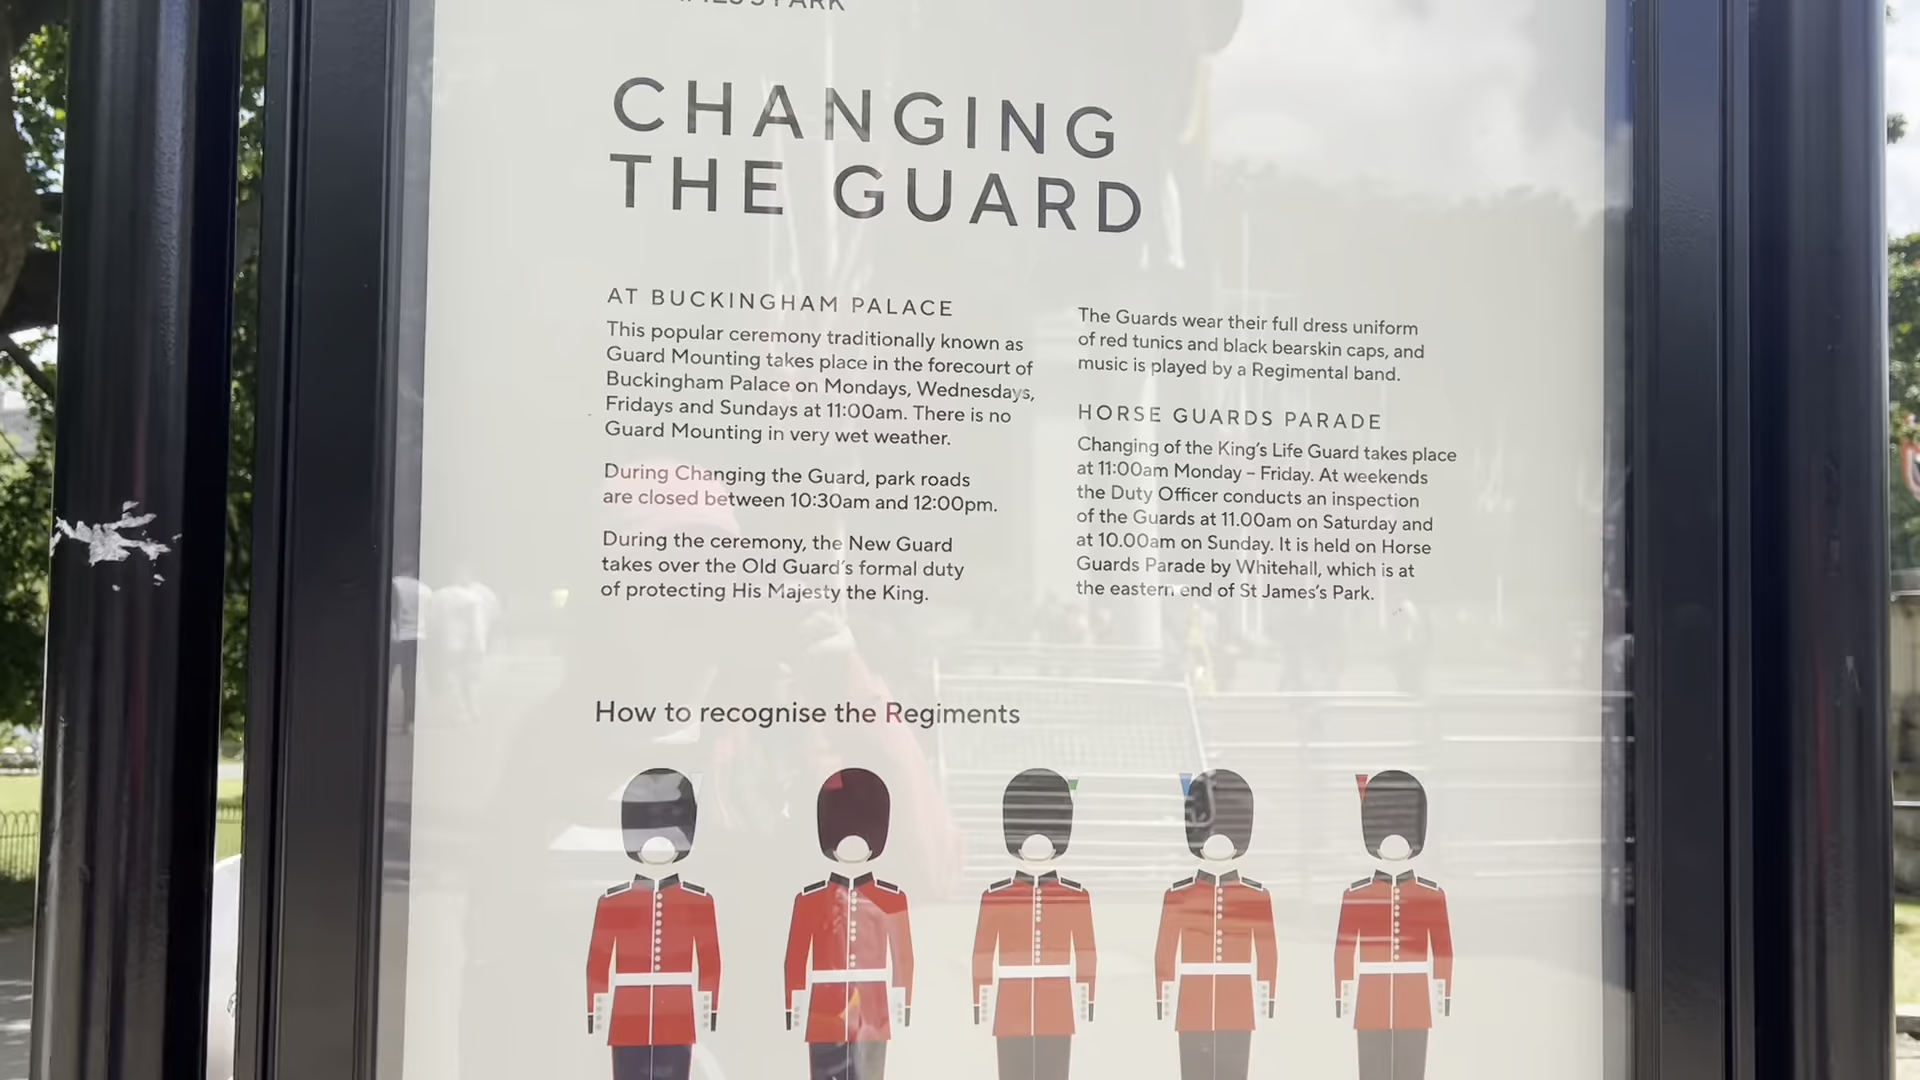 CHANGING
THE GUARD
AT BUCKINGHAM PALACE
This popular ceremony traditionally known as
Guard Mounting takes place in the forecourt of
Buckingham Palace on Mondays, Wednesdays,
Fridays and Sundays at 11:00am. There is no
Guard Mounting in very wet weather.
During Changing the Guard, park roads
are closed between 10:30am and 12:00pm.
During the ceremony, the New Guard
takes over the Old Guard's formal duty
of protecting His Majesty the King.
The Guards wear their full dress uniform
of red tunics and black bearskin caps, and
music is played by a Regimental band.
HORSE GUARDS PARADE
Changing of the King's Life Guard takes place
at 11:00am Monday – Friday. At weekends
the Duty Officer conducts an inspection
of the Guards at 11.00am on Saturday and
at 10.00am on Sunday. It is held on Horse
Guards Parade by Whitehall, which is at
the eastern end of St James's Park.
How to recognise the Regiments